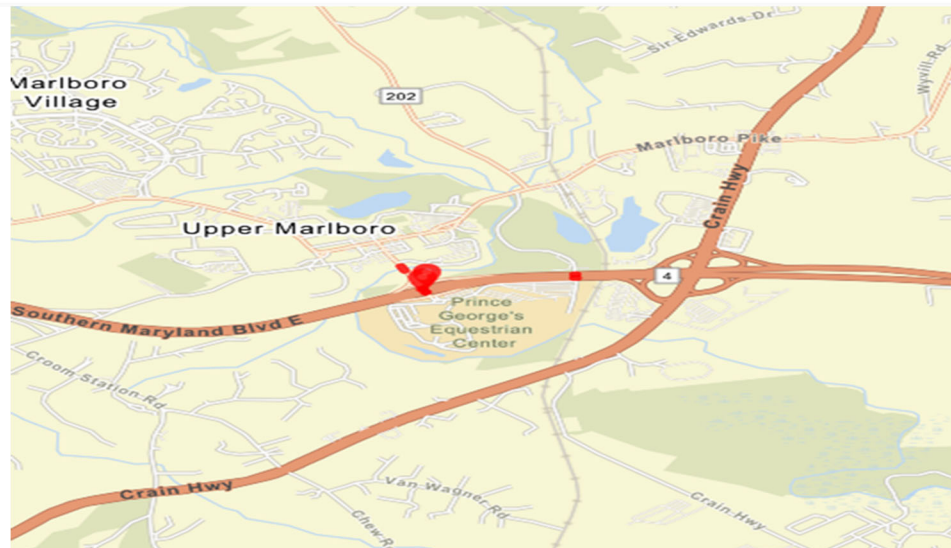 Sir Edwards Dr
Wyvill Rd
Marlboro
Village
202
Marlboro Pike
Crain Hwy
Upper Marlboro
4
Southern Maryland Blvd E
Prince
George's
Equestrian
Center
Croom Station Rd
Crain Hwy
Van Wagner Rd
Chew R
Crain Hwy